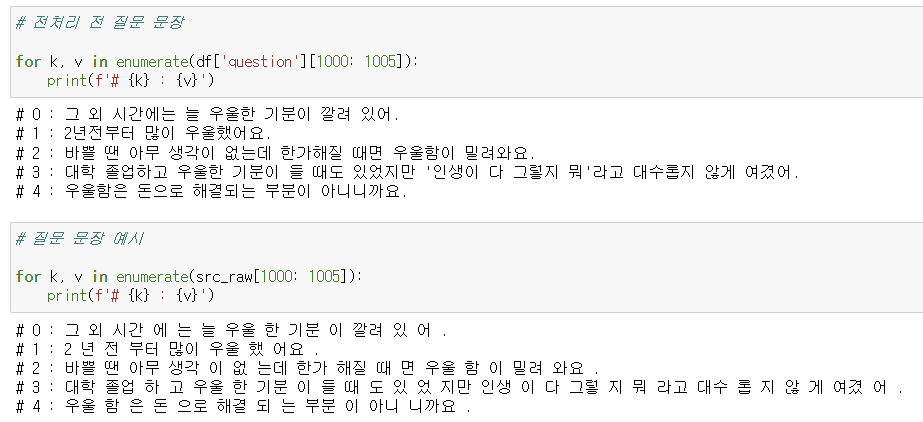 # 전처리 전 질문 문장
for k, v in enumerate(df['question'][1000: 1005]):
print(f'# {k} : {v}')
# 0 : 그 외 시간에는 늘 우울한 기분이 깔려 있어.
# 1 : 2년전부터 많이 우울했어요.
# 2 : 바쁠 땐 아무 생각이 없는데 한가해질 때면 우울함이 밀려와요.
# 3 : 대학 졸업하고 우울한 기분이 들 때도 있었지만 '인생이 다 그렇지 뭐'라고 대수롭지 않게 여겼어.
# 4 : 우울함은 돈으로 해결되는 부분이 아니니까요.
# 질문 문장 예시
for k, v in enumerate(src_raw[1000: 1005]):
print(f'# {k} : {v}')
# 0 : 그 외 시간 에 는 늘 우울 한 기분 이 깔려 있 어 .
# 1 : 2 년 전 부터 많이 우울 했 어요 .
# 2 : 바쁠 땐 아무 생각 이 없 는데 한가 해질 때 면 우울 함 이 밀려 와요 .
# 3 : 대학 졸업 하 고 우울 한 기분 이 들 때 도 있 었 지만 인생 이 다 그렇 지 뭐 라고 대수 롭 지 않 게 여겼 어 .
# 4 : 우울 함 은 돈 으로 해결 되 는 부분 이 아니 니까요 .